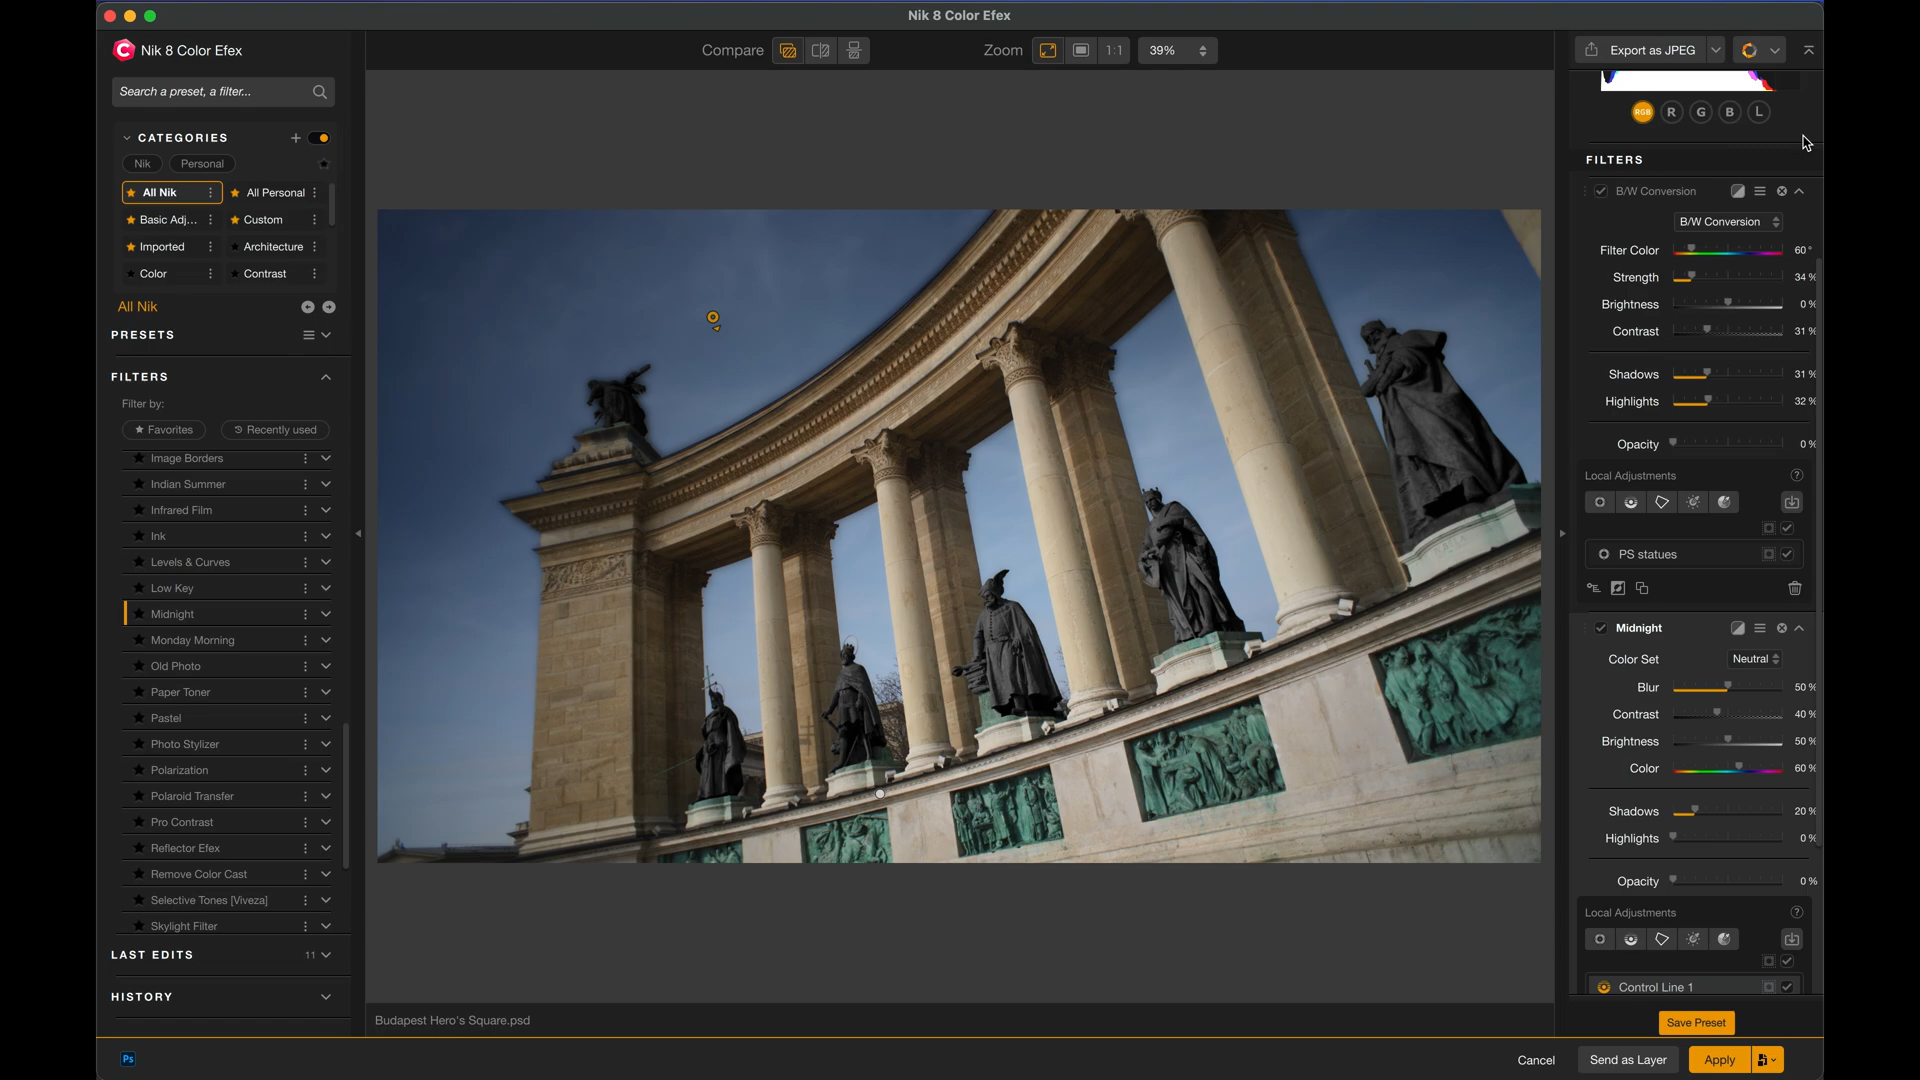 Nik 8 Color Efex
Nik 8 Color Efex
Compare
Zoom
1:1
39%
Export as JPEG
Search a preset, a filter...
RGB R G B L
CATEGORIES
Nik
Personal
All Nik
All Personal
Basic Adj...
Custom
Imported
Architecture
Color
Contrast
All Nik
PRESETS
FILTERS
Filter by:
Favorites
Recently used
Image Borders
Indian Summer
Infrared Film
Ink
Levels & Curves
Low Key
Midnight
Monday Morning
Old Photo
Paper Toner
Pastel
Photo Stylizer
Polarization
Polaroid Transfer
Pro Contrast
Reflector Efex
Remove Color Cast
Selective Tones [Viveza]
Skylight Filter
LAST EDITS 11
HISTORY
FILTERS
B/W Conversion
B/W Conversion
Filter Color 60°
Strength 34 %
Brightness 0 %
Contrast 31 %
Shadows 31 %
Highlights 32 %
Opacity 0 %
Local Adjustments ?
PS statues
Midnight
Color Set Neutral
Blur 50 %
Contrast 40 %
Brightness 50 %
Color 60 %
Shadows 20 %
Highlights 0 %
Opacity 0 %
Local Adjustments ?
Control Line 1
Save Preset
Budapest Hero's Square.psd
Ps
Cancel
Send as Layer
Apply